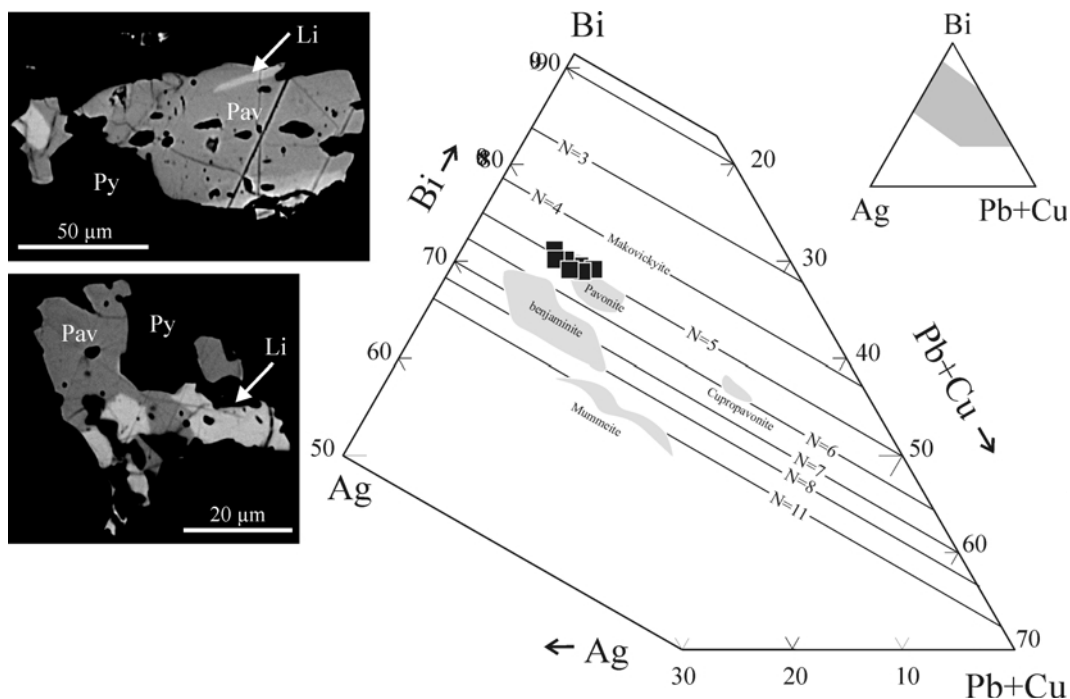 Li
Pav
Py
50 µm
Pav
Py
Li
20 µm
Bi
90
80
70
60
50
Bi
Ag
20
30
40
50
60
70
Pb+Cu
N=3
N=4
Makovickyite
Pavonite
benjaminite
N=5
Cupropavonite
Mummeite
N=6
N=7
N=8
N=11
Ag
30
20
10
Pb+Cu
Bi
Ag
Pb+Cu